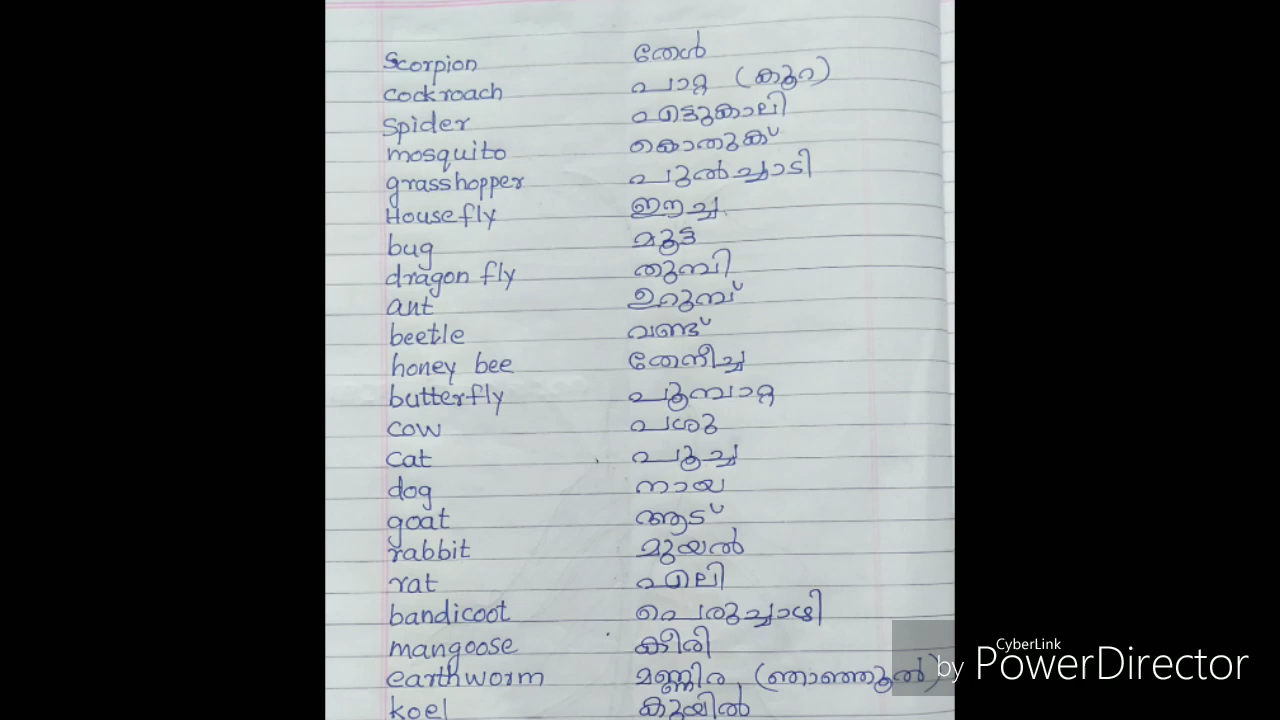 Scorpion തേൾ
cockroach പാറ്റ (കൂറ)
Spider എട്ടുകാലി
mosquito കൊതുക്
grasshopper പുൽച്ചാടി
Housefly ഈച്ച
bug മൂട്ട
dragon fly തുമ്പി
ant ഉറുമ്പ്
beetle വണ്ട്
honey bee തേനീച്ച
butterfly പൂമ്പാറ്റ
cow പശു
cat പൂച്ച
dog നായ
goat ആട്
rabbit മുയൽ
rat എലി
bandicoot പെരുച്ചാഴി
mangoose കീരി
earthworm മണ്ണിര (ഞാഞ്ഞൂൽ)
koel കുയിൽ
CyberLink
by PowerDirector